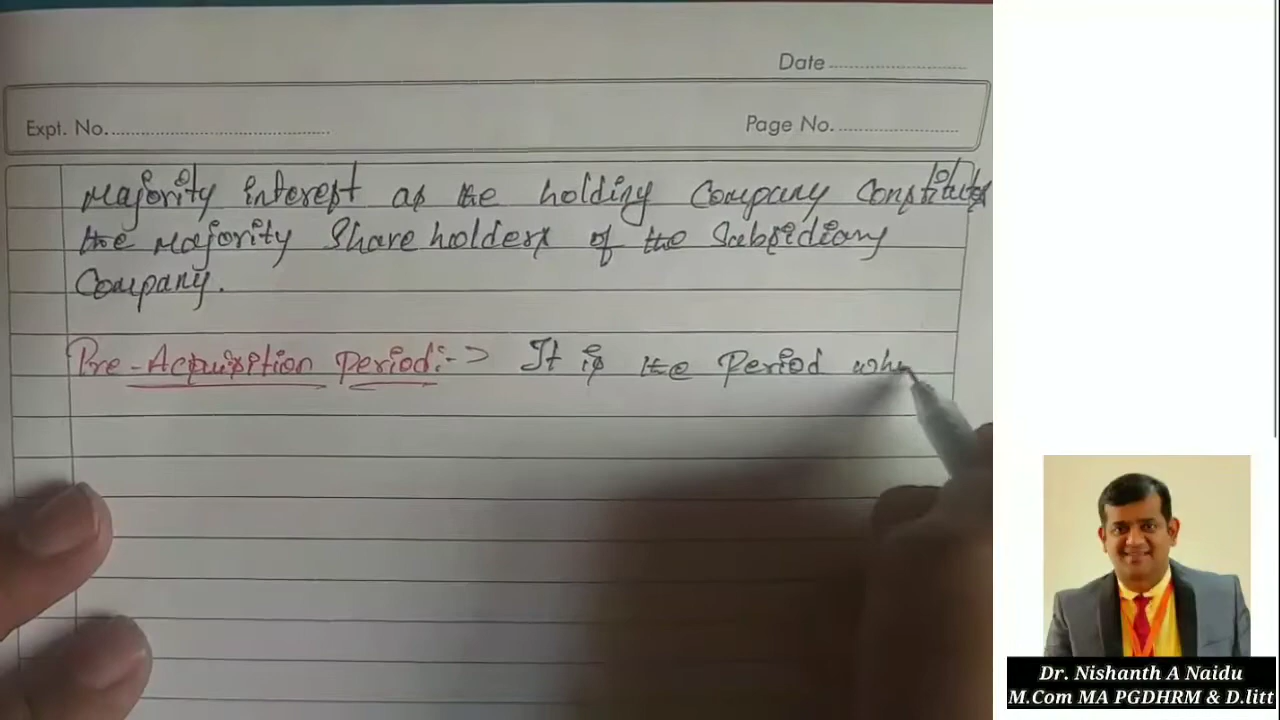 Date
Expt. No.
Page No.
Majority interest as the holding Company Constitutes
the Majority Share holders of the Subsidiary
Company.
Pre-Acquisition Period:-> It is the Period whe
Dr. Nishanth A Naidu
M.Com MA PGDHRM & D.litt